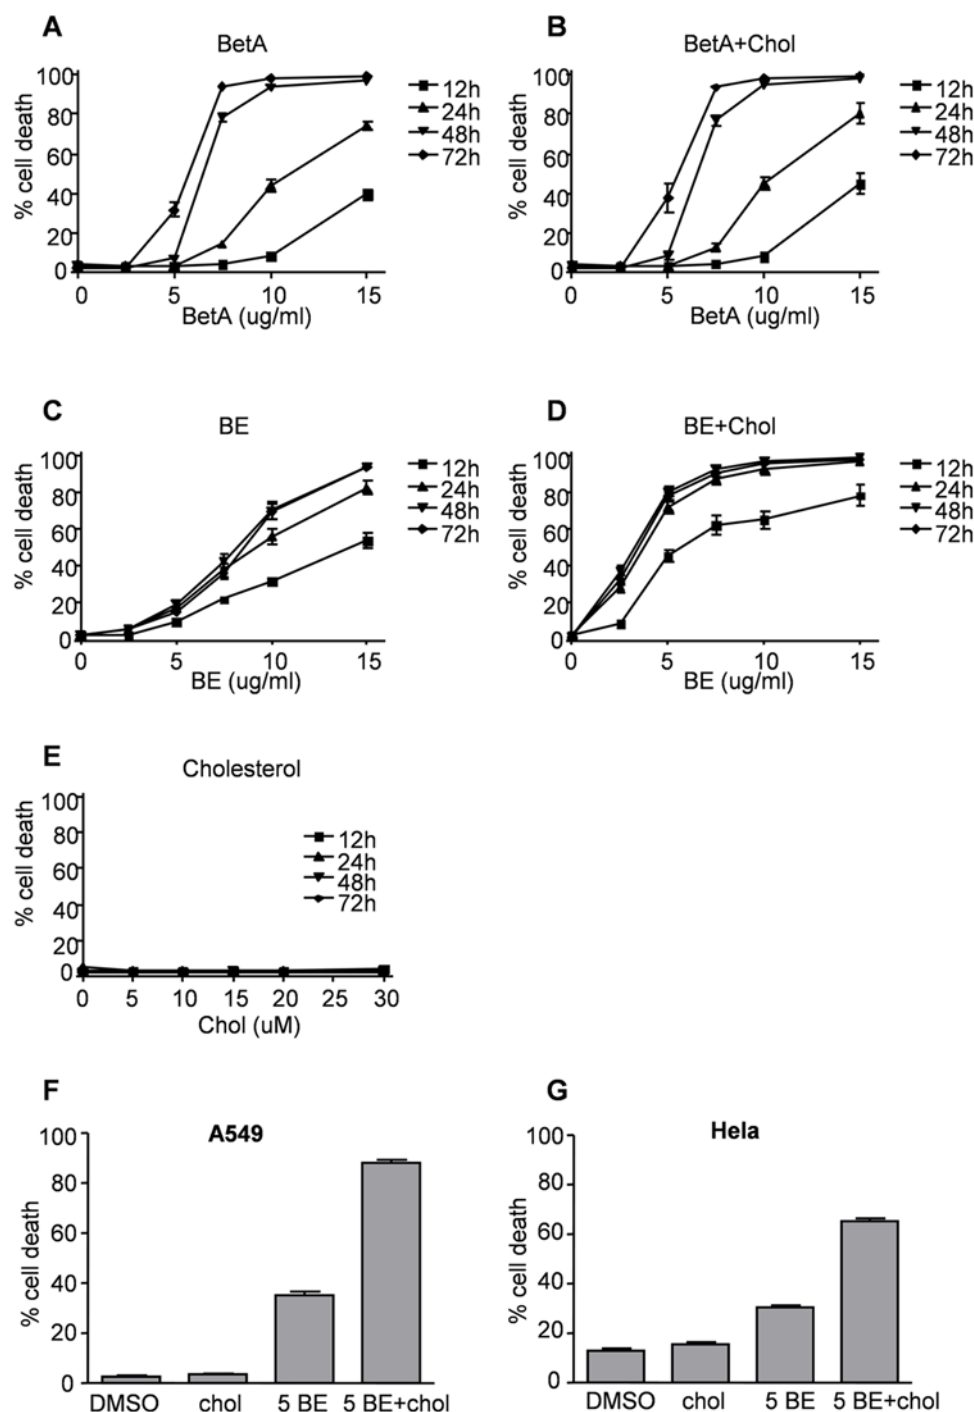 A
BetA
% cell death
100
80
60
40
20
0
0 5 10 15
BetA (ug/ml)
12h
24h
48h
72h
B
BetA+Chol
% cell death
100
80
60
40
20
0
0 5 10 15
BetA (ug/ml)
12h
24h
48h
72h
C
BE
% cell death
100
80
60
40
20
0
0 5 10 15
BE (ug/ml)
12h
24h
48h
72h
D
BE+Chol
% cell death
100
80
60
40
20
0
0 5 10 15
BE (ug/ml)
12h
24h
48h
72h
E
Cholesterol
% cell death
100
80
60
40
20
0
0 5 10 15 20 25 30
Chol (uM)
12h
24h
48h
72h
F
A549
% cell death
100
80
60
40
20
0
DMSO chol 5 BE 5 BE+chol
G
Hela
% cell death
100
80
60
40
20
0
DMSO chol 5 BE 5 BE+chol